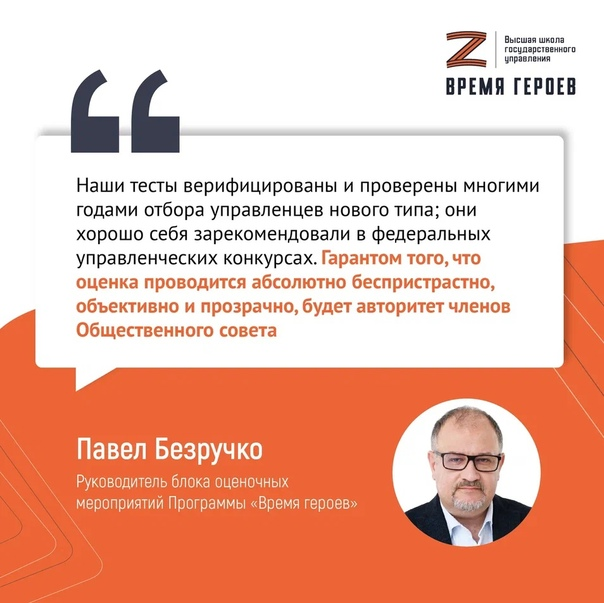 Высшая школа
государственного
управления
ВРЕМЯ ГЕРОЕВ
Наши тесты верифицированы и проверены многими
годами отбора управленцев нового типа; они
хорошо себя зарекомендовали в федеральных
управленческих конкурсах. Гарантом того, что
оценка проводится абсолютно беспристрастно,
объективно и прозрачно, будет авторитет членов
Общественного совета
Павел Безручко
Руководитель блока оценочных
мероприятий Программы «Время героев»